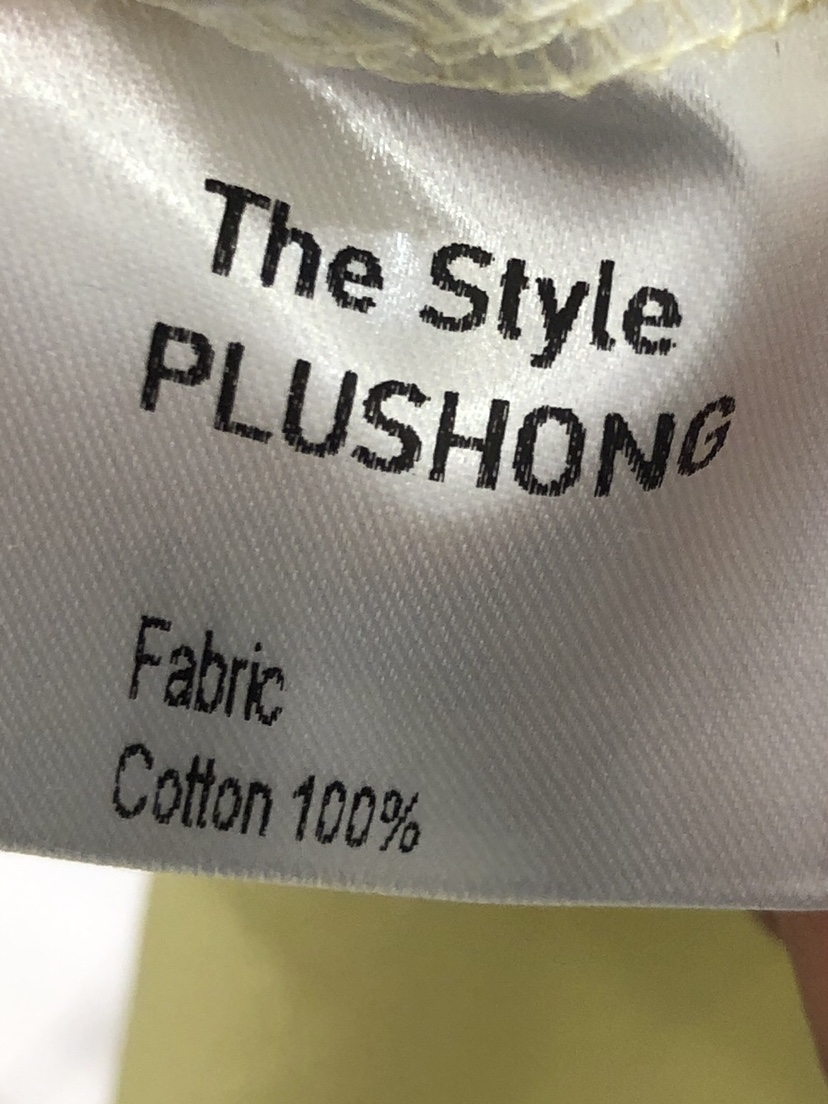 The Style
PLUSHONG
Fabric
Cotton 100%